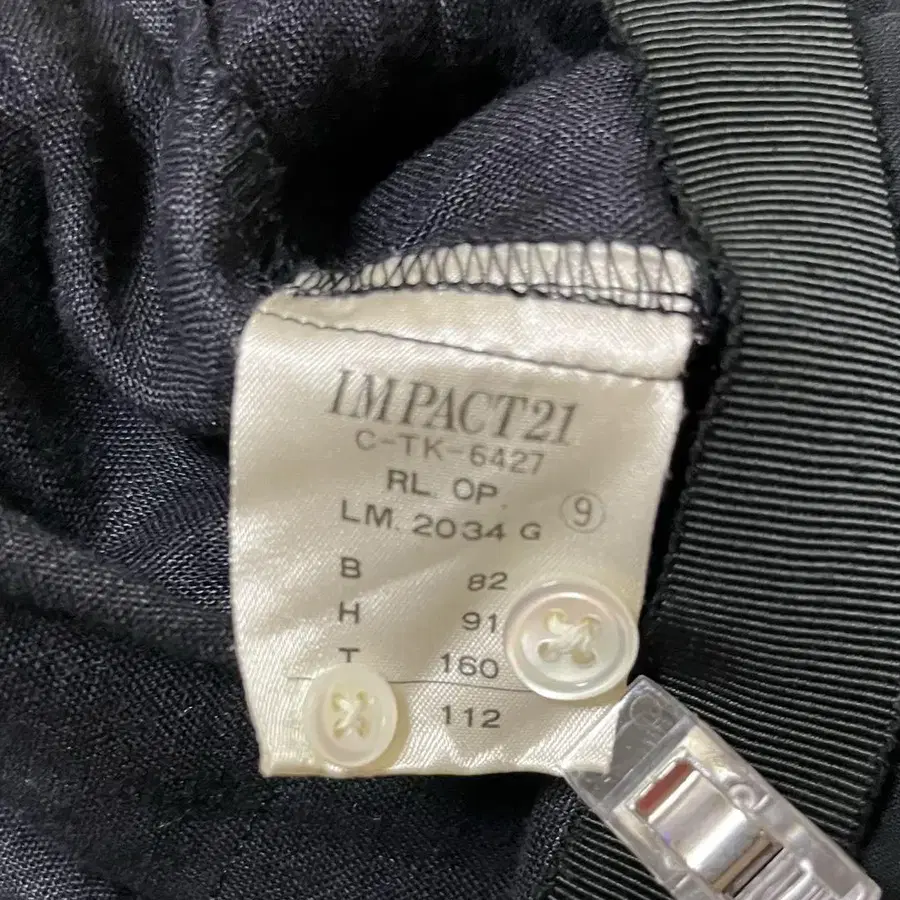 IMPACT21
C-TK-6427
RL. OP.
LM. 2034 G ⑨
B 82
H 91
T 160
112